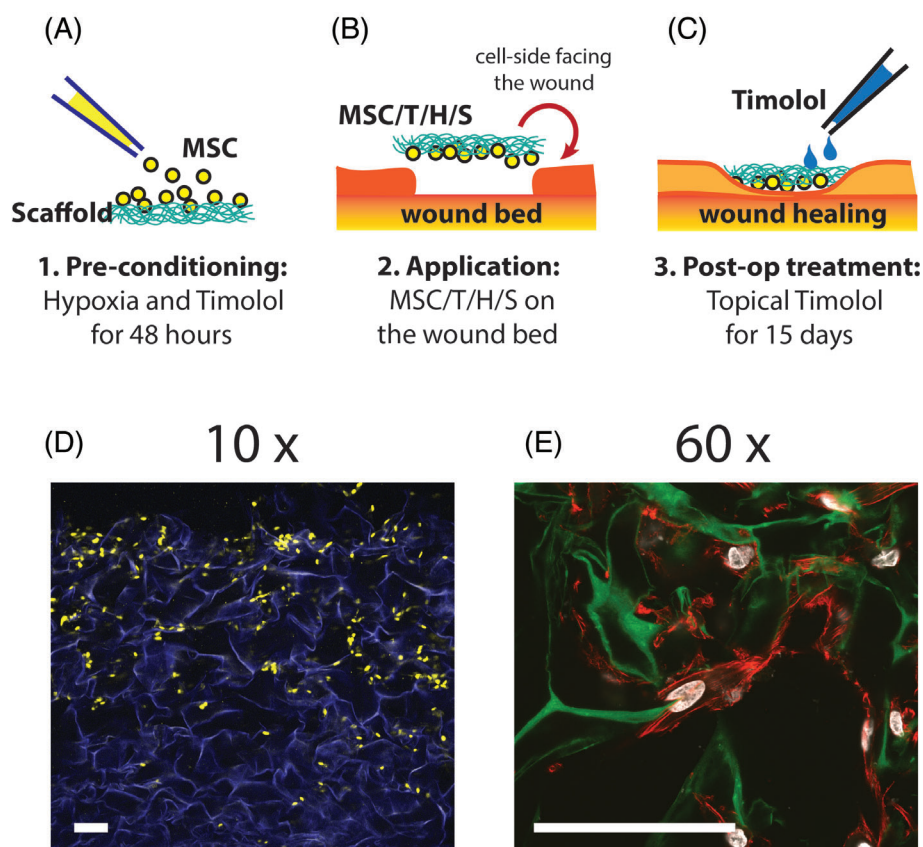 (A)
MSC
Scaffold
1. Pre-conditioning:
Hypoxia and Timolol
for 48 hours
(B)
cell-side facing
the wound
MSC/T/H/S
wound bed
2. Application:
MSC/T/H/S on
the wound bed
(C)
Timolol
wound healing
3. Post-op treatment:
Topical Timolol
for 15 days
(D)
10 x
(E)
60 x